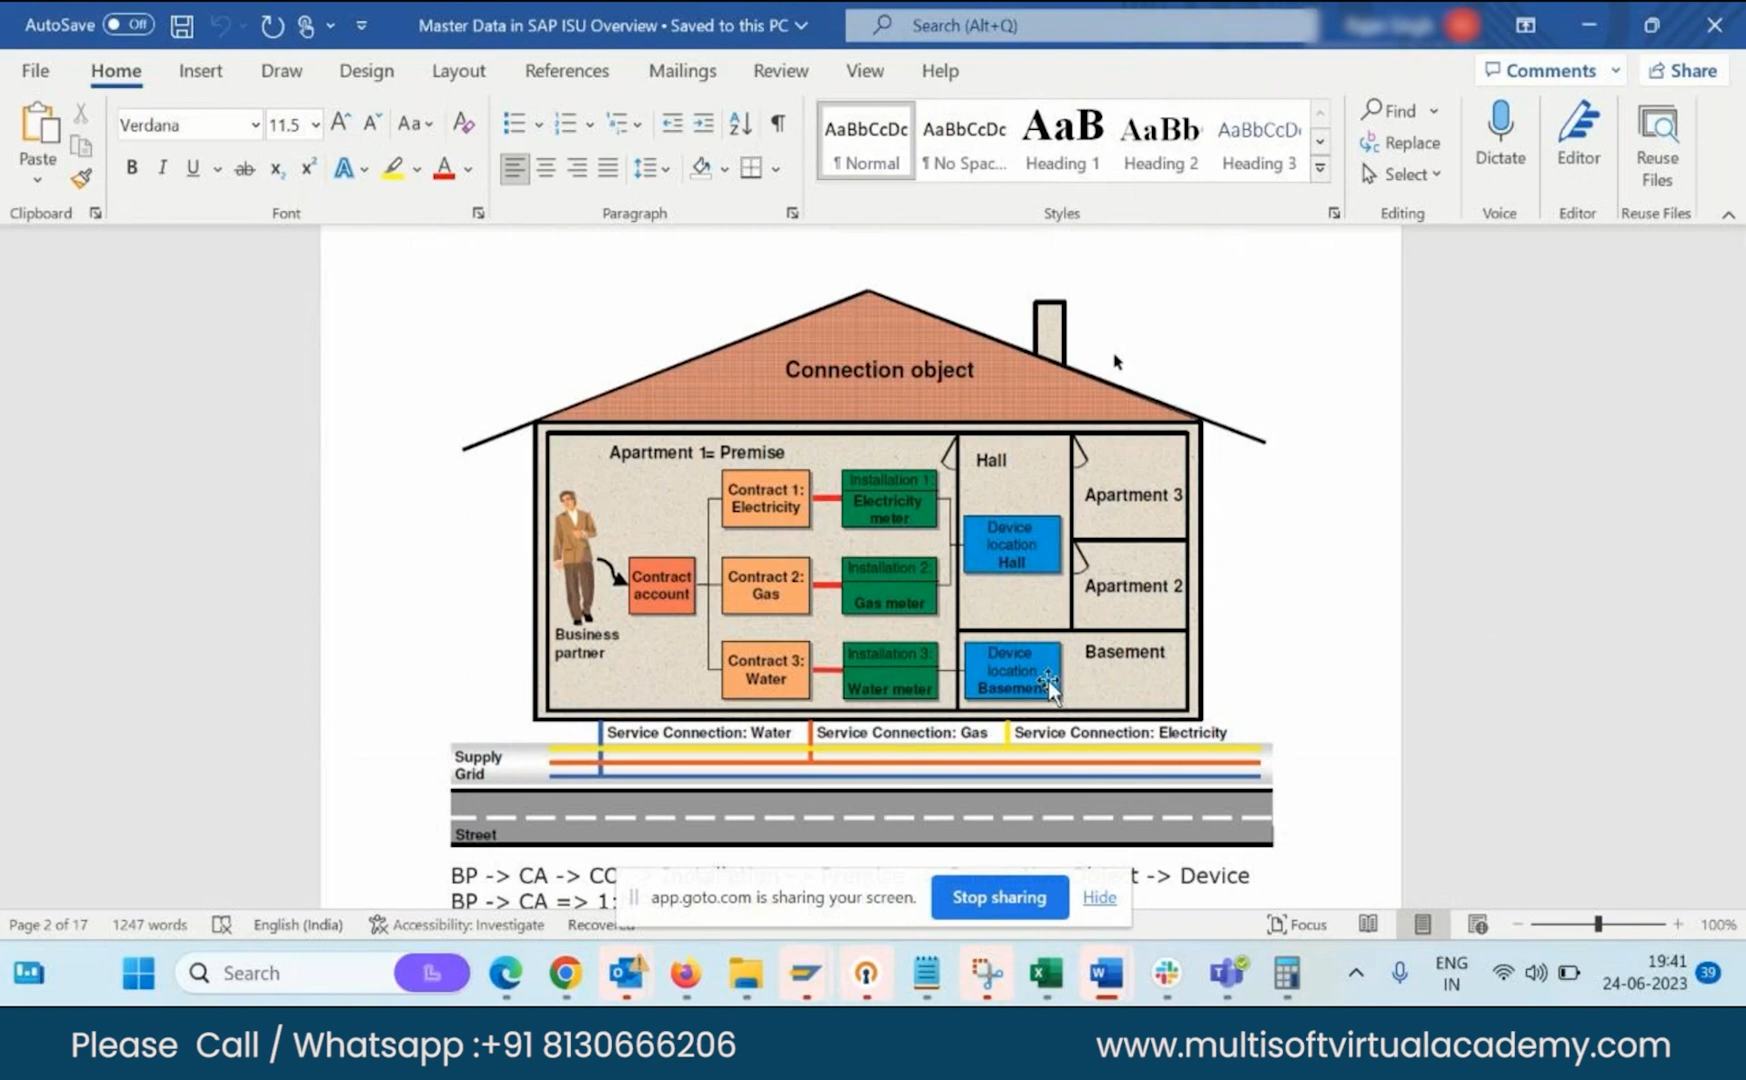 AutoSave Off Master Data in SAP ISU Overview • Saved to this PC Search (Alt+Q)
File Home Insert Draw Design Layout References Mailings Review View Help Comments Share
Verdana 11.5 Aa
AaBbCcDc AaBbCcDc AaB AaBb AaBbCcD
Find
Replace
Select
Paste
B I U ab x₂ x² A A
¶ Normal ¶ No Spac... Heading 1 Heading 2 Heading 3
Dictate Editor Reuse
Files
Clipboard Font Paragraph Styles Editing Voice Editor Reuse Files
Connection object
Apartment 1= Premise
Contract 1:
Electricity
Installation 1:
Electricity
meter
Hall
Device
location
Hall
Apartment 3
Contract
account
Contract 2:
Gas
Installation 2:
Gas meter
Apartment 2
Business
partner
Contract 3:
Water
Installation 3:
Water meter
Device
location
Basement
Basement
Service Connection: Water Service Connection: Gas Service Connection: Electricity
Supply
Grid
Street
BP -> CA -> CO -> Device
BP -> CA => 1:
app.goto.com is sharing your screen. Stop sharing Hide
Page 2 of 17 1247 words English (India) Accessibility: Investigate Focus 100%
Search
ENG
IN
19:41
24-06-2023
39
Please Call / Whatsapp :+91 8130666206 www.multisoftvirtualacademy.com